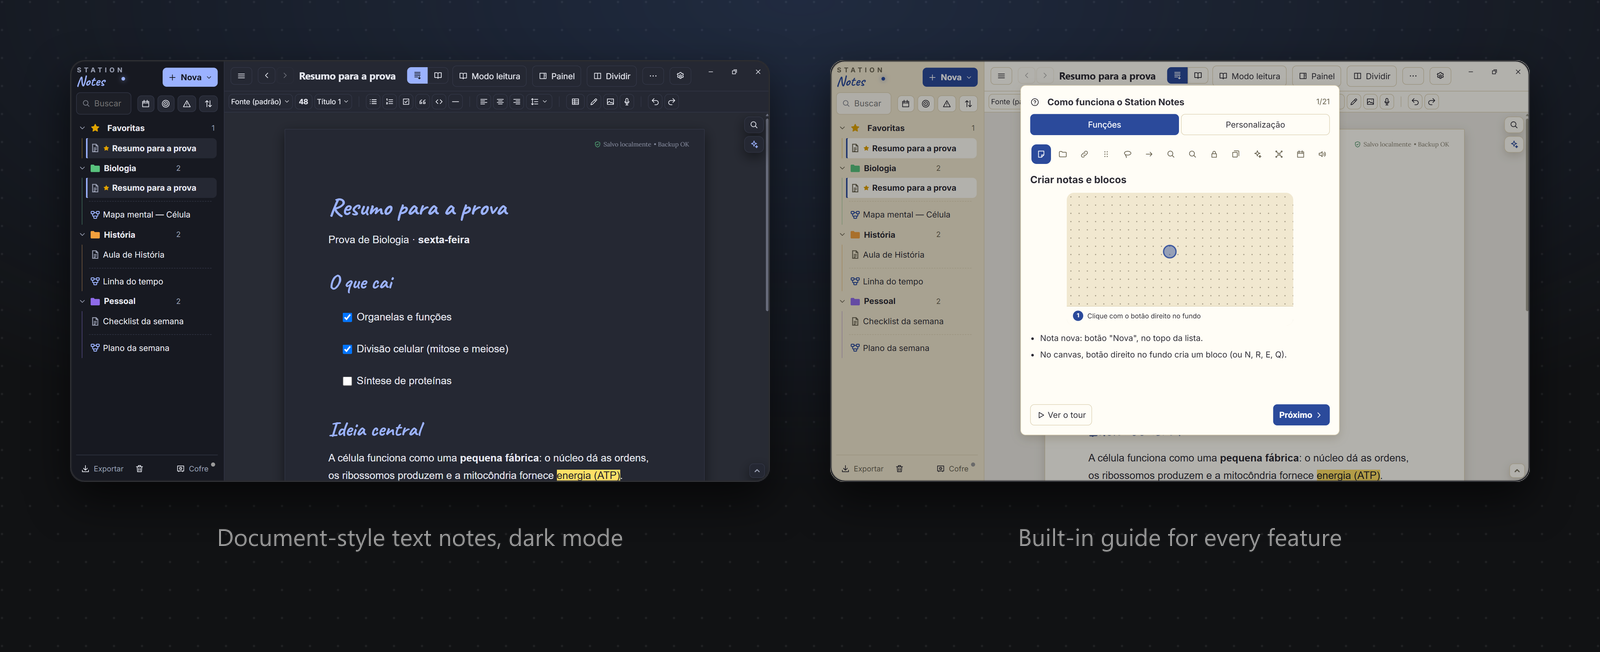 STATION
Notes
Nova
Buscar
Favoritas 1
Resumo para a prova
Biologia 2
Resumo para a prova
Mapa mental — Célula
História 2
Aula de História
Linha do tempo
Pessoal 2
Checklist da semana
Plano da semana
Exportar
Cofre
Resumo para a prova
Modo leitura
Painel
Dividir
Fonte (padrão) 48 Título 1
Salvo localmente • Backup OK
Resumo para a prova
Prova de Biologia · sexta-feira
O que cai
Organelas e funções
Divisão celular (mitose e meiose)
Síntese de proteínas
Ideia central
A célula funciona como uma pequena fábrica: o núcleo dá as ordens,
os ribossomos produzem e a mitocôndria fornece energia (ATP).
Document-style text notes, dark mode
STATION
Notes
Nova
Buscar
Favoritas 1
Resumo para a prova
Biologia 2
Resumo para a prova
Mapa mental — Célula
História 2
Aula de História
Linha do tempo
Pessoal 2
Checklist da semana
Plano da semana
Exportar
Cofre
Resumo para a prova
Modo leitura
Painel
Dividir
Fonte (pa
Salvo localmente • Backup OK
Como funciona o Station Notes 1/21
Funções
Personalização
Criar notas e blocos
1 Clique com o botão direito no fundo
• Nota nova: botão "Nova", no topo da lista.
• No canvas, botão direito no fundo cria um bloco (ou N, R, E, Q).
Ver o tour
Próximo
A célula funciona como uma pequena fábrica: o núcleo dá as ordens,
os ribossomos produzem e a mitocôndria fornece energia (ATP).
Built-in guide for every feature